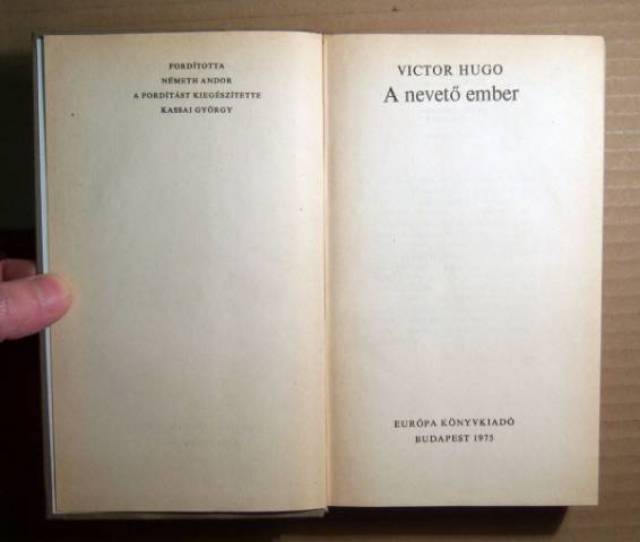 FORDÍTOTTA
NÉMETH ANDOR
A FORDÍTÁST KIEGÉSZÍTETTE
KASSAI GYÖRGY
VICTOR HUGO
A nevető ember
EURÓPA KÖNYVKIADÓ
BUDAPEST 1975